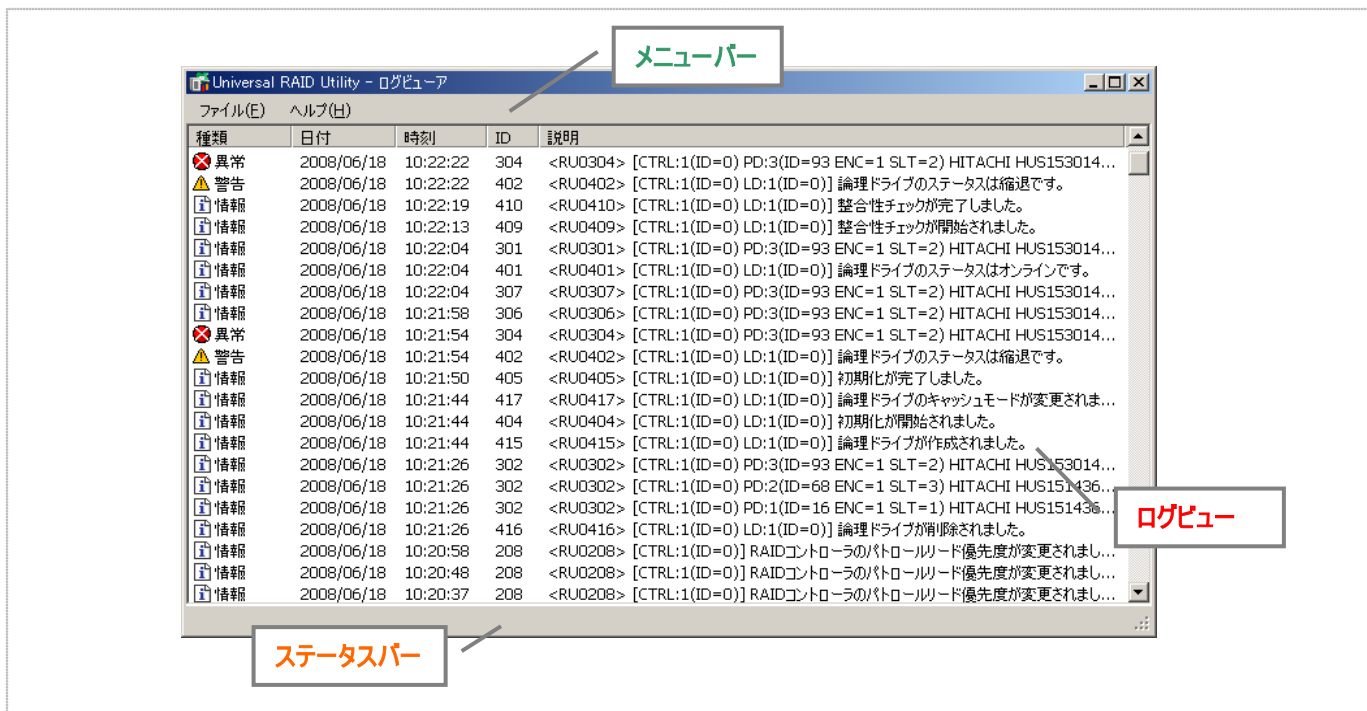 メニューバー
Universal RAID Utility - ログビューア
ファイル(F) ヘルプ(H)
種類 日付 時刻 ID 説明
異常 2008/06/18 10:22:22 304 <RU0304> [CTRL:1(ID=0) PD:3(ID=93 ENC=1 SLT=2) HITACHI HUS153014...
警告 2008/06/18 10:22:22 402 <RU0402> [CTRL:1(ID=0) LD:1(ID=0)] 論理ドライブのステータスは縮退です。
情報 2008/06/18 10:22:19 410 <RU0410> [CTRL:1(ID=0) LD:1(ID=0)] 整合性チェックが完了しました。
情報 2008/06/18 10:22:13 409 <RU0409> [CTRL:1(ID=0) LD:1(ID=0)] 整合性チェックが開始されました。
情報 2008/06/18 10:22:04 301 <RU0301> [CTRL:1(ID=0) PD:3(ID=93 ENC=1 SLT=2) HITACHI HUS153014...
情報 2008/06/18 10:22:04 401 <RU0401> [CTRL:1(ID=0) LD:1(ID=0)] 論理ドライブのステータスはオンラインです。
情報 2008/06/18 10:22:04 307 <RU0307> [CTRL:1(ID=0) PD:3(ID=93 ENC=1 SLT=2) HITACHI HUS153014...
情報 2008/06/18 10:21:58 306 <RU0306> [CTRL:1(ID=0) PD:3(ID=93 ENC=1 SLT=2) HITACHI HUS153014...
異常 2008/06/18 10:21:54 304 <RU0304> [CTRL:1(ID=0) PD:3(ID=93 ENC=1 SLT=2) HITACHI HUS153014...
警告 2008/06/18 10:21:54 402 <RU0402> [CTRL:1(ID=0) LD:1(ID=0)] 論理ドライブのステータスは縮退です。
情報 2008/06/18 10:21:50 405 <RU0405> [CTRL:1(ID=0) LD:1(ID=0)] 初期化が完了しました。
情報 2008/06/18 10:21:44 417 <RU0417> [CTRL:1(ID=0) LD:1(ID=0)] 論理ドライブのキャッシュモードが変更されま...
情報 2008/06/18 10:21:44 404 <RU0404> [CTRL:1(ID=0) LD:1(ID=0)] 初期化が開始されました。
情報 2008/06/18 10:21:44 415 <RU0415> [CTRL:1(ID=0) LD:1(ID=0)] 論理ドライブが作成されました。
情報 2008/06/18 10:21:26 302 <RU0302> [CTRL:1(ID=0) PD:3(ID=93 ENC=1 SLT=2) HITACHI HUS153014...
情報 2008/06/18 10:21:26 302 <RU0302> [CTRL:1(ID=0) PD:2(ID=68 ENC=1 SLT=3) HITACHI HUS151436...
情報 2008/06/18 10:21:26 302 <RU0302> [CTRL:1(ID=0) PD:1(ID=16 ENC=1 SLT=1) HITACHI HUS151436...
情報 2008/06/18 10:21:26 416 <RU0416> [CTRL:1(ID=0) LD:1(ID=0)] 論理ドライブが削除されました。
情報 2008/06/18 10:20:58 208 <RU0208> [CTRL:1(ID=0)] RAIDコントローラのパトロールリード優先度が変更されまし...
情報 2008/06/18 10:20:48 208 <RU0208> [CTRL:1(ID=0)] RAIDコントローラのパトロールリード優先度が変更されまし...
情報 2008/06/18 10:20:37 208 <RU0208> [CTRL:1(ID=0)] RAIDコントローラのパトロールリード優先度が変更されまし...
ログビュー
ステータスバー